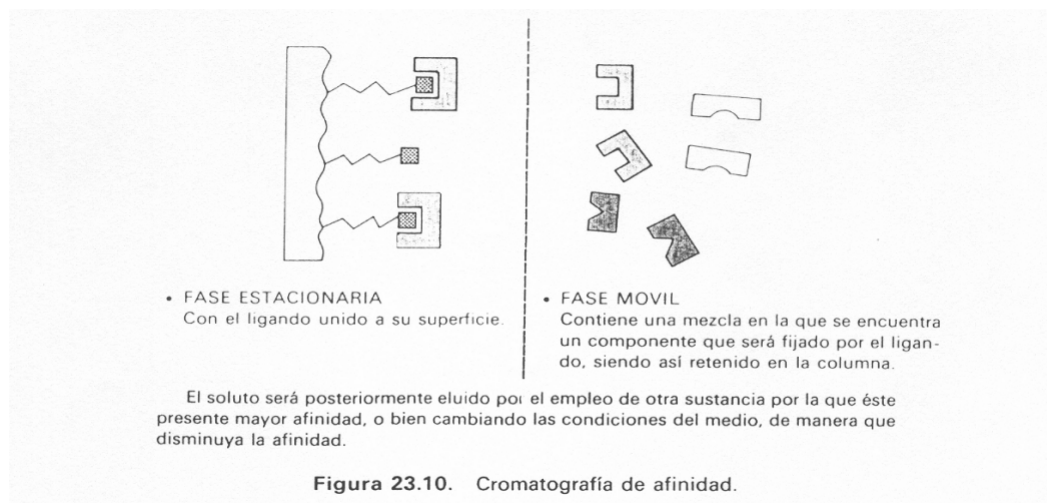 • FASE ESTACIONARIA
Con el ligando unido a su superficie.
• FASE MOVIL
Contiene una mezcla en la que se encuentra
un componente que será fijado por el ligan-
do, siendo así retenido en la columna.
El soluto será posteriormente eluido por el empleo de otra sustancia por la que éste
presente mayor afinidad, o bien cambiando las condiciones del medio, de manera que
disminuya la afinidad.
Figura 23.10. Cromatografía de afinidad.